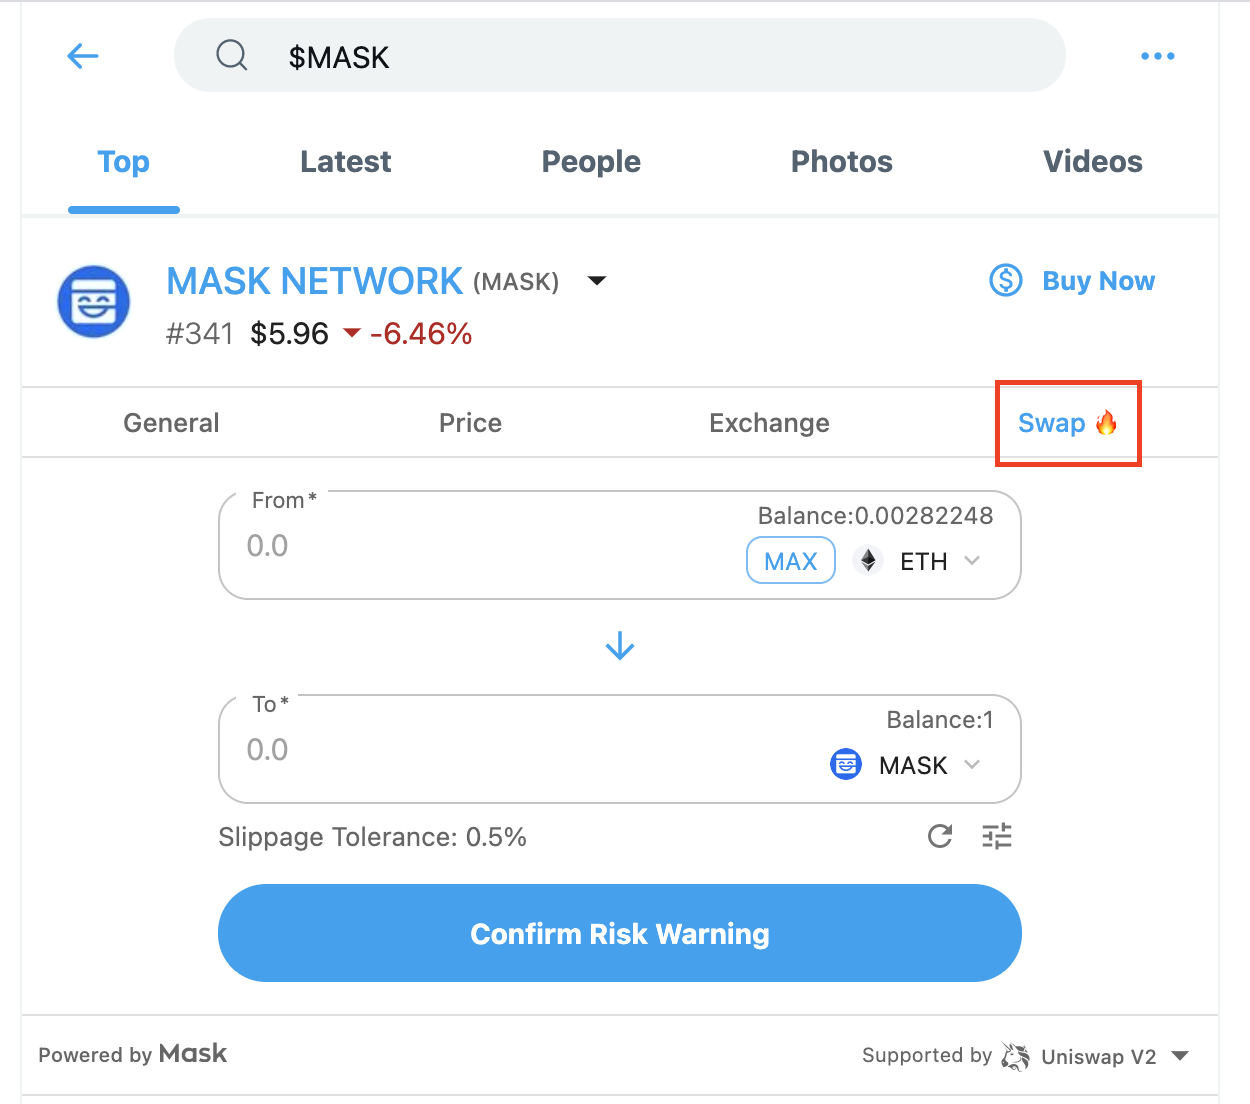 $MASK
Top Latest People Photos Videos
MASK NETWORK (MASK) Buy Now
#341 $5.96 -6.46%
General Price Exchange Swap 🔥
From*
Balance:0.00282248
0.0
MAX ETH
To*
Balance:1
0.0
MASK
Slippage Tolerance: 0.5%
Confirm Risk Warning
Powered by Mask Supported by Uniswap V2